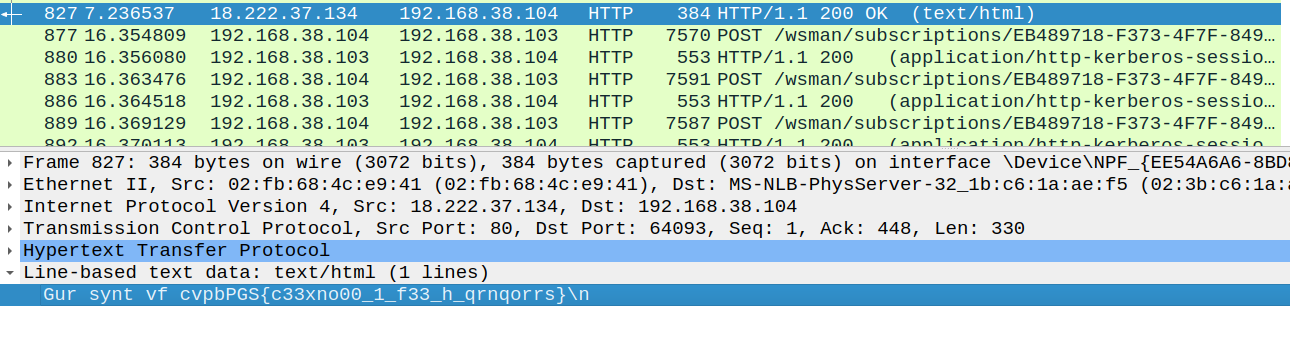 827 7.236537 18.222.37.134 192.168.38.104 HTTP 384 HTTP/1.1 200 OK (text/html)
877 16.354809 192.168.38.104 192.168.38.103 HTTP 7570 POST /wsman/subscriptions/EB489718-F373-4F7F-849…
880 16.356080 192.168.38.103 192.168.38.104 HTTP 553 HTTP/1.1 200 (application/http-kerberos-sessio…
883 16.363476 192.168.38.104 192.168.38.103 HTTP 7591 POST /wsman/subscriptions/EB489718-F373-4F7F-849…
886 16.364518 192.168.38.103 192.168.38.104 HTTP 553 HTTP/1.1 200 (application/http-kerberos-sessio…
889 16.369129 192.168.38.104 192.168.38.103 HTTP 7587 POST /wsman/subscriptions/EB489718-F373-4F7F-849…
892 16.370113 192.168.38.103 192.168.38.104 HTTP 553 HTTP/1.1 200 (application/http-kerberos-sessio…
Frame 827: 384 bytes on wire (3072 bits), 384 bytes captured (3072 bits) on interface \Device\NPF_{EE54A6A6-8BD8
Ethernet II, Src: 02:fb:68:4c:e9:41 (02:fb:68:4c:e9:41), Dst: MS-NLB-PhysServer-32_1b:c6:1a:ae:f5 (02:3b:c6:1a:a
Internet Protocol Version 4, Src: 18.222.37.134, Dst: 192.168.38.104
Transmission Control Protocol, Src Port: 80, Dst Port: 64093, Seq: 1, Ack: 448, Len: 330
Hypertext Transfer Protocol
Line-based text data: text/html (1 lines)
Gur synt vf cvpbPGS{c33xno00_1_f33_h_qrnqorrs}\n